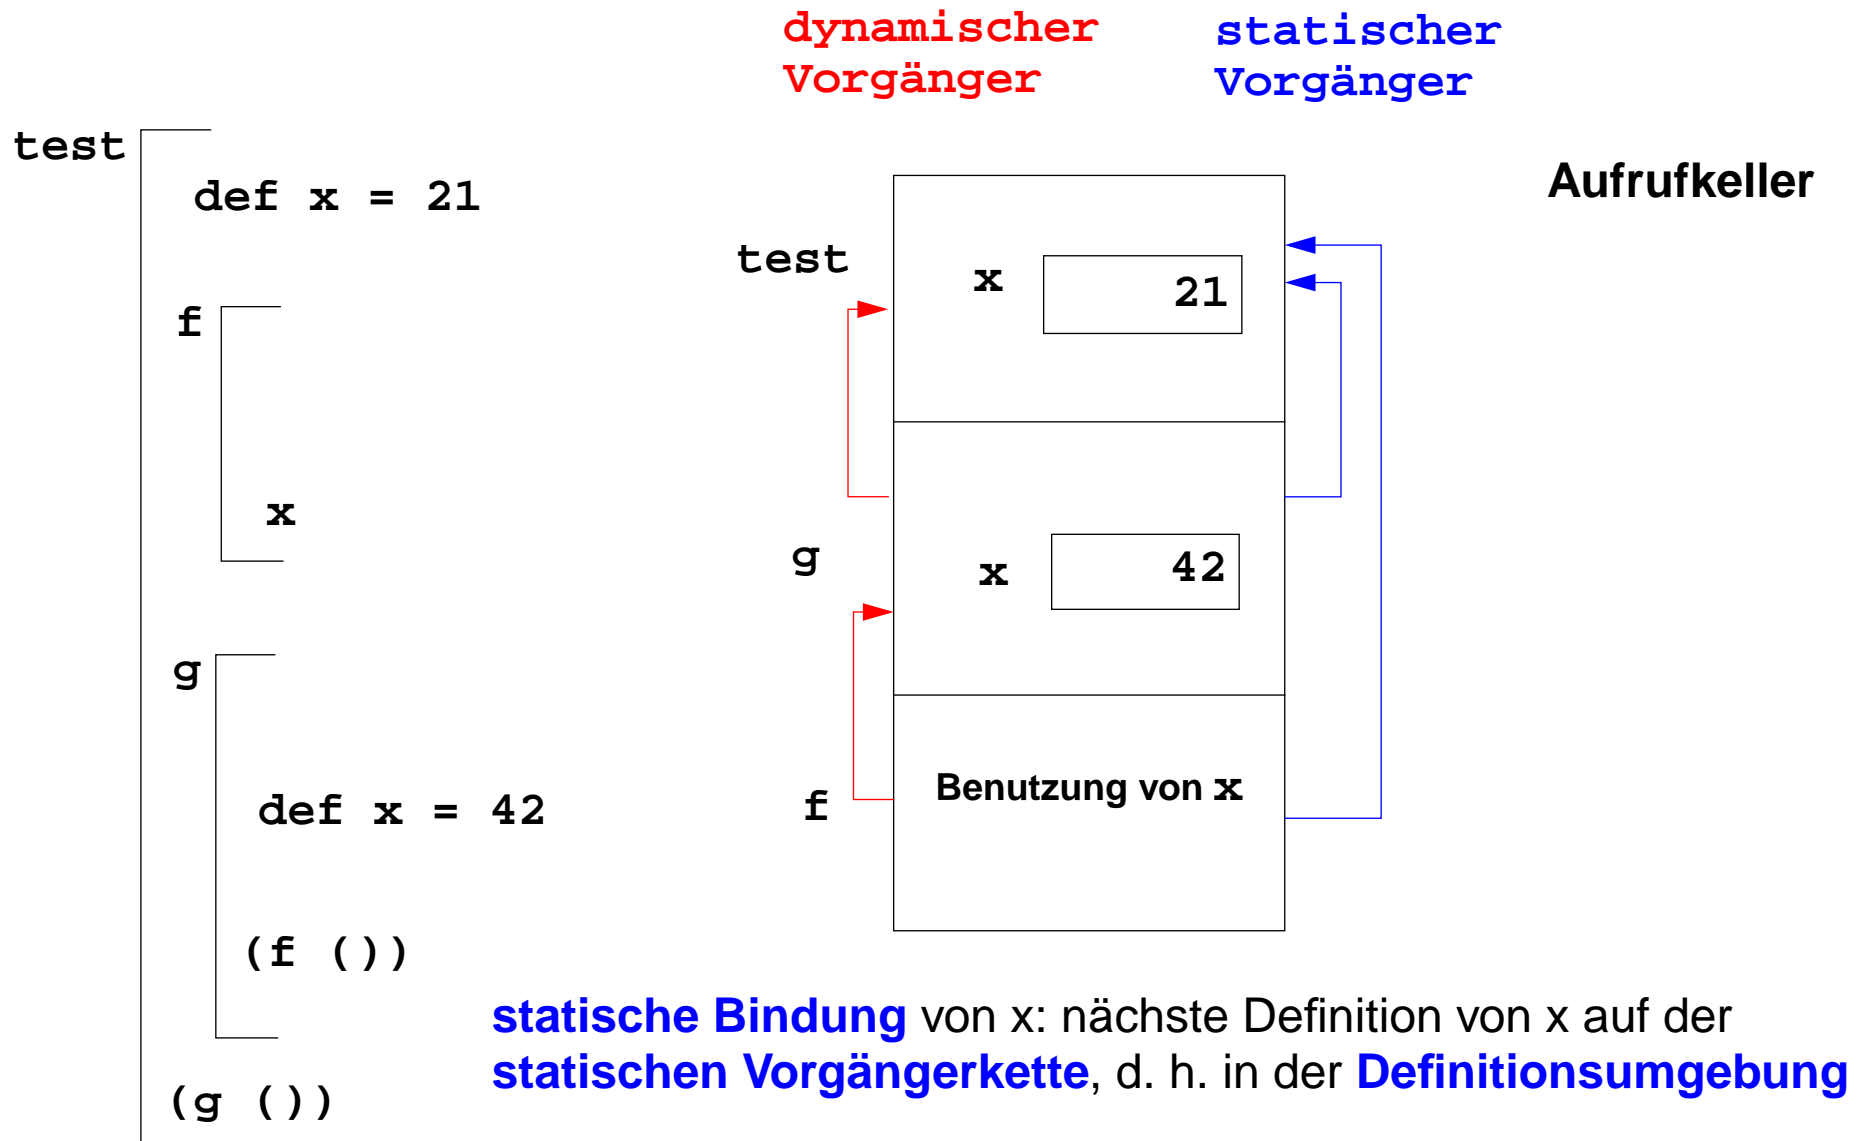 dynamischer
Vorgänger
statischer
Vorgänger
Aufrufkeller
test
def x = 21
f
x
g
def x = 42
(f ())
(g ())
test
x 21
g
x 42
f
Benutzung von x
statische Bindung von x: nächste Definition von x auf der
statischen Vorgängerkette, d. h. in der Definitionsumgebung